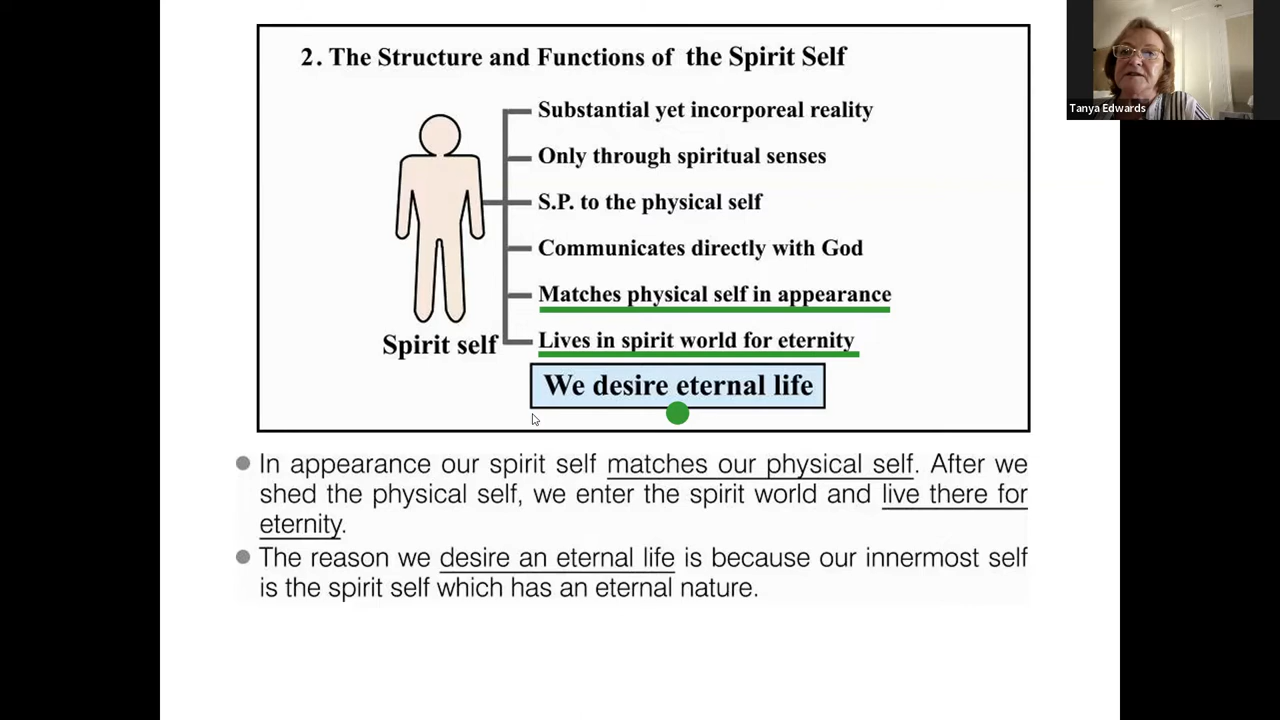 2. The Structure and Functions of the Spirit Self
Substantial yet incorporeal reality
Only through spiritual senses
S.P. to the physical self
Communicates directly with God
Matches physical self in appearance
Lives in spirit world for eternity
Spirit self
We desire eternal life
In appearance our spirit self matches our physical self. After we
shed the physical self, we enter the spirit world and live there for
eternity.
The reason we desire an eternal life is because our innermost self
is the spirit self which has an eternal nature.
Tanya Edwards